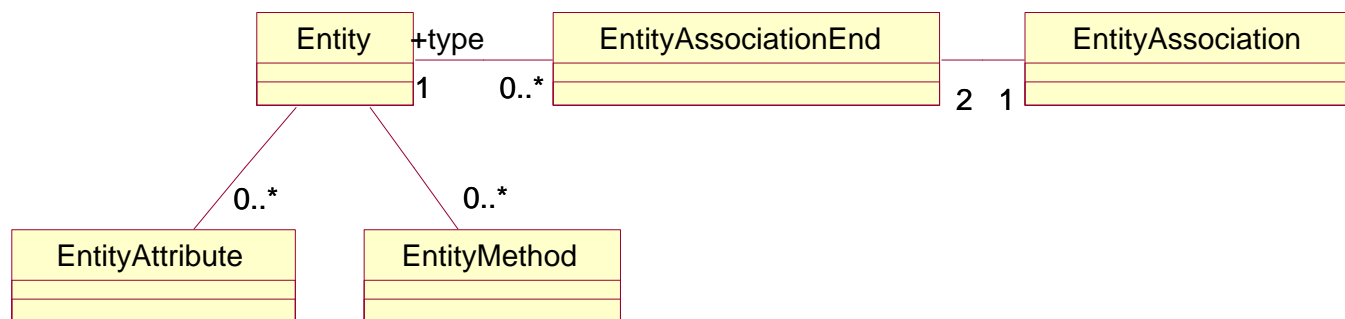 Entity
+type
EntityAssociationEnd
EntityAssociation
1
0..*
2
1
0..*
0..*
EntityAttribute
EntityMethod